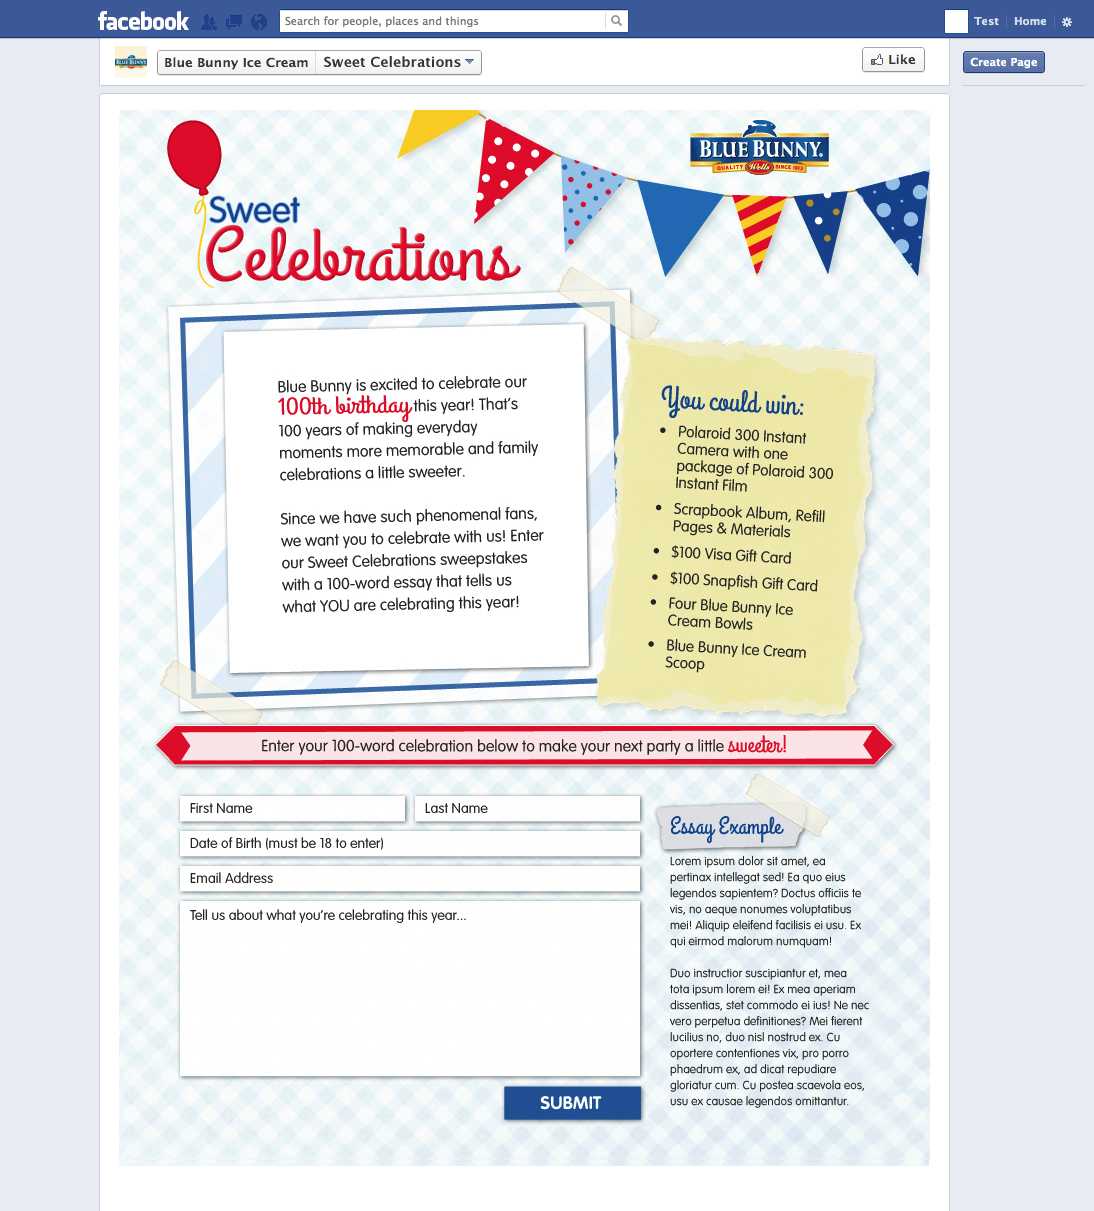 facebook
Search for people, places and things
Test
Home
Blue Bunny Ice Cream
Sweet Celebrations
Like
Create Page
BLUE BUNNY
BLUE BUNNY.®
QUALITY Wells SINCE 1913
Sweet
Celebrations
Blue Bunny is excited to celebrate our
100th birthday this year! That's
100 years of making everyday
moments more memorable and family
celebrations a little sweeter.
Since we have such phenomenal fans,
we want you to celebrate with us! Enter
our Sweet Celebrations sweepstakes
with a 100-word essay that tells us
what YOU are celebrating this year!
You could win:
• Polaroid 300 Instant
Camera with one
package of Polaroid 300
Instant Film
• Scrapbook Album, Refill
Pages & Materials
• $100 Visa Gift Card
• $100 Snapfish Gift Card
• Four Blue Bunny Ice
Cream Bowls
• Blue Bunny Ice Cream
Scoop
Enter your 100-word celebration below to make your next party a little sweeter!
First Name
Last Name
Date of Birth (must be 18 to enter)
Email Address
Tell us about what you're celebrating this year...
SUBMIT
Essay Example
Lorem ipsum dolor sit amet, ea
pertinax intellegat sed! Ea quo eius
legendos sapientem? Doctus officiis te
vis, no aeque nonumes voluptatibus
mei! Aliquip eleifend facilisis ei usu. Ex
qui eirmod malorum numquam!
Duo instructior suscipiantur et, mea
tota ipsum lorem ei! Ex mea aperiam
dissentias, stet commodo ei ius! Ne nec
vero perpetua definitiones? Mei fierent
lucilius no, duo nisl nostrud ex. Cu
oportere contentiones vix, pro porro
phaedrum ex, ad dicat repudiare
gloriatur cum. Cu postea scaevola eos,
usu ex causae legendos omittantur.